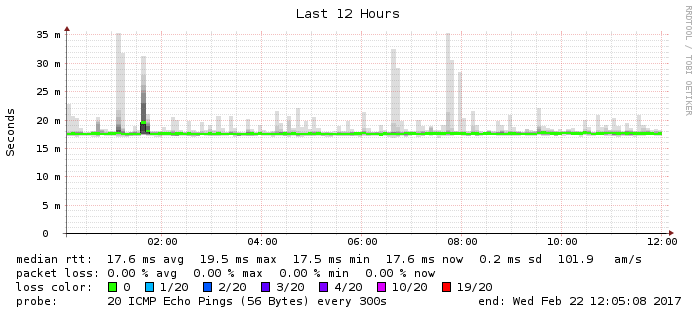 Last 12 Hours
RRDTOOL / TOBI OETIKER
Seconds
35 m
30 m
25 m
20 m
15 m
10 m
5 m
0
02:00 04:00 06:00 08:00 10:00 12:00
median rtt: 17.6 ms avg 19.5 ms max 17.5 ms min 17.6 ms now 0.2 ms sd 101.9 am/s
packet loss: 0.00 % avg 0.00 % max 0.00 % min 0.00 % now
loss color: 0 1/20 2/20 3/20 4/20 10/20 19/20
probe: 20 ICMP Echo Pings (56 Bytes) every 300s end: Wed Feb 22 12:05:08 2017